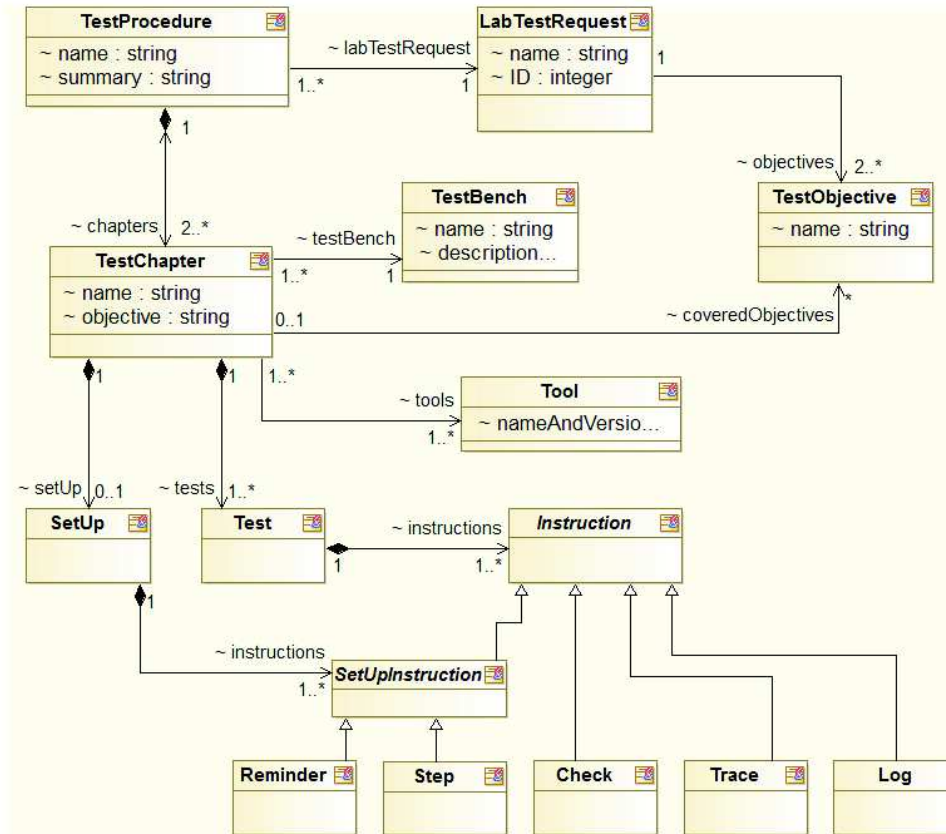 TestProcedure
~ name : string
~ summary : string
LabTestRequest
~ name : string
~ ID : integer
~ labTestRequest
1..*
1
1
1
~ objectives
2..*
TestObjective
~ name : string
~ chapters
2..*
TestBench
~ name : string
~ description...
~ testBench
1..*
1
TestChapter
~ name : string
~ objective : string
0..1
*
~ coveredObjectives
1
1
1..*
~ tools
1..*
Tool
~ nameAndVersio...
~ setUp
0..1
~ tests
1..*
SetUp
Test
~ instructions
1
1..*
Instruction
1
~ instructions
1..*
SetUpInstruction
Reminder
Step
Check
Trace
Log